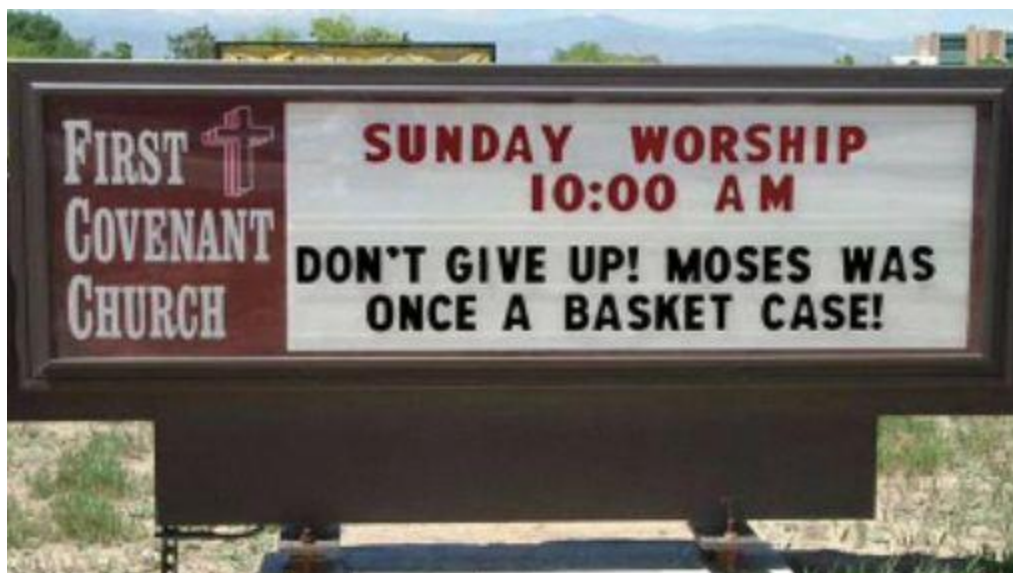 FIRST
COVENANT
CHURCH
SUNDAY WORSHIP
10:00 AM
DON'T GIVE UP! MOSES WAS
ONCE A BASKET CASE!